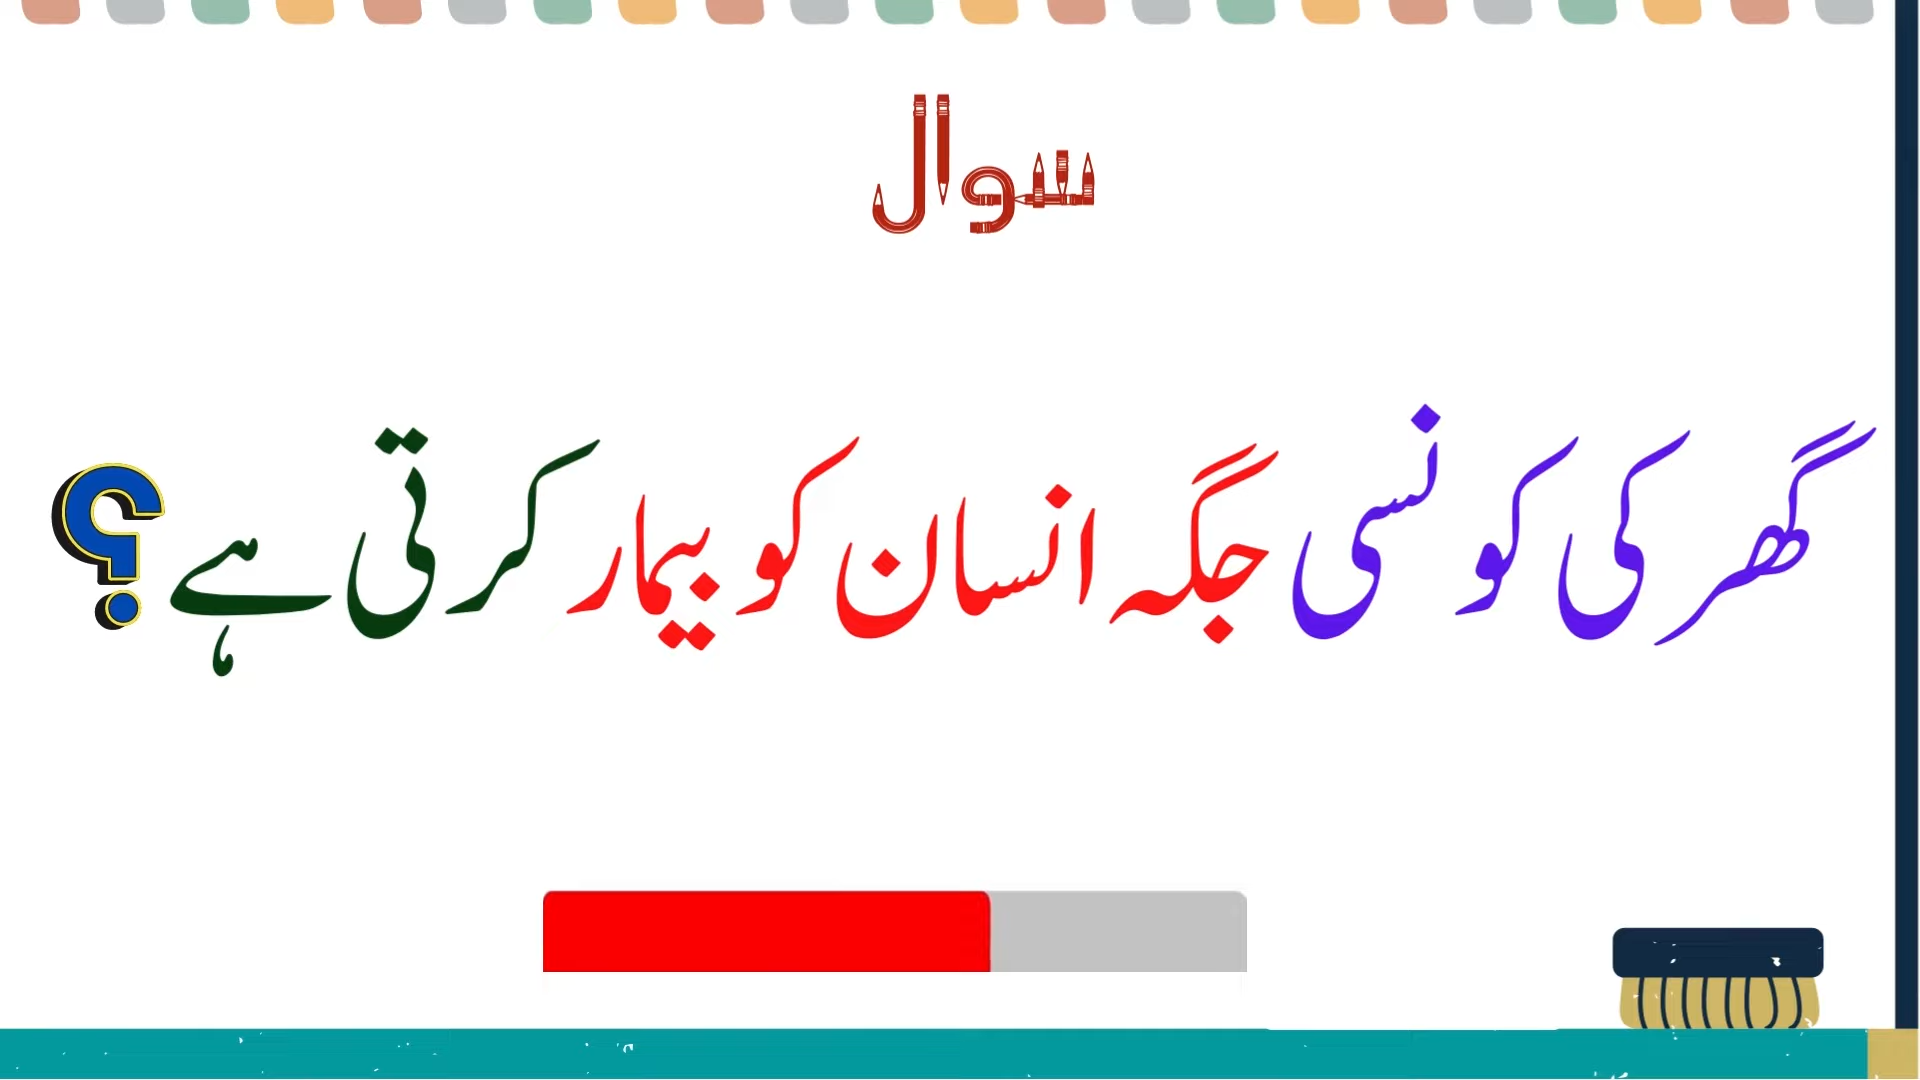 سوال
گھر کی کونسی جگہ انسان کو بیمار کرتی ہے؟